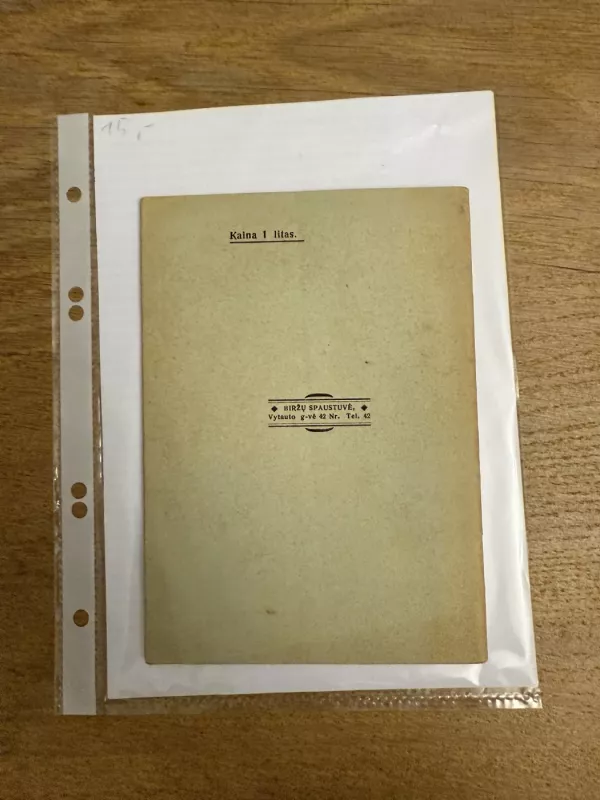 15,-
Kaina 1 litas.
BIRŽŲ SPAUSTUVĖ,
Vytauto g-vė 42 Nr. Tel. 42